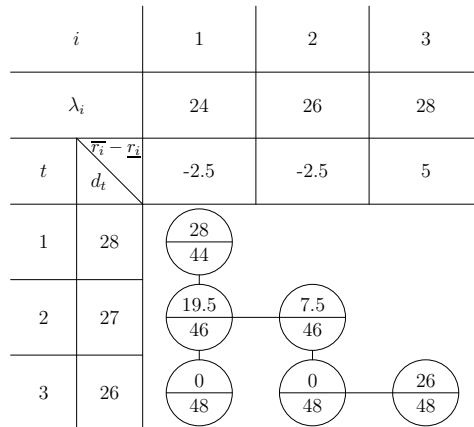 i 1 2 3
λ_i 24 26 28
t \overline{r_i} − \underline{r_i} d_t -2.5 -2.5 5
1 28 28/44
2 27 19.5/46 7.5/46
3 26 0/48 0/48 26/48